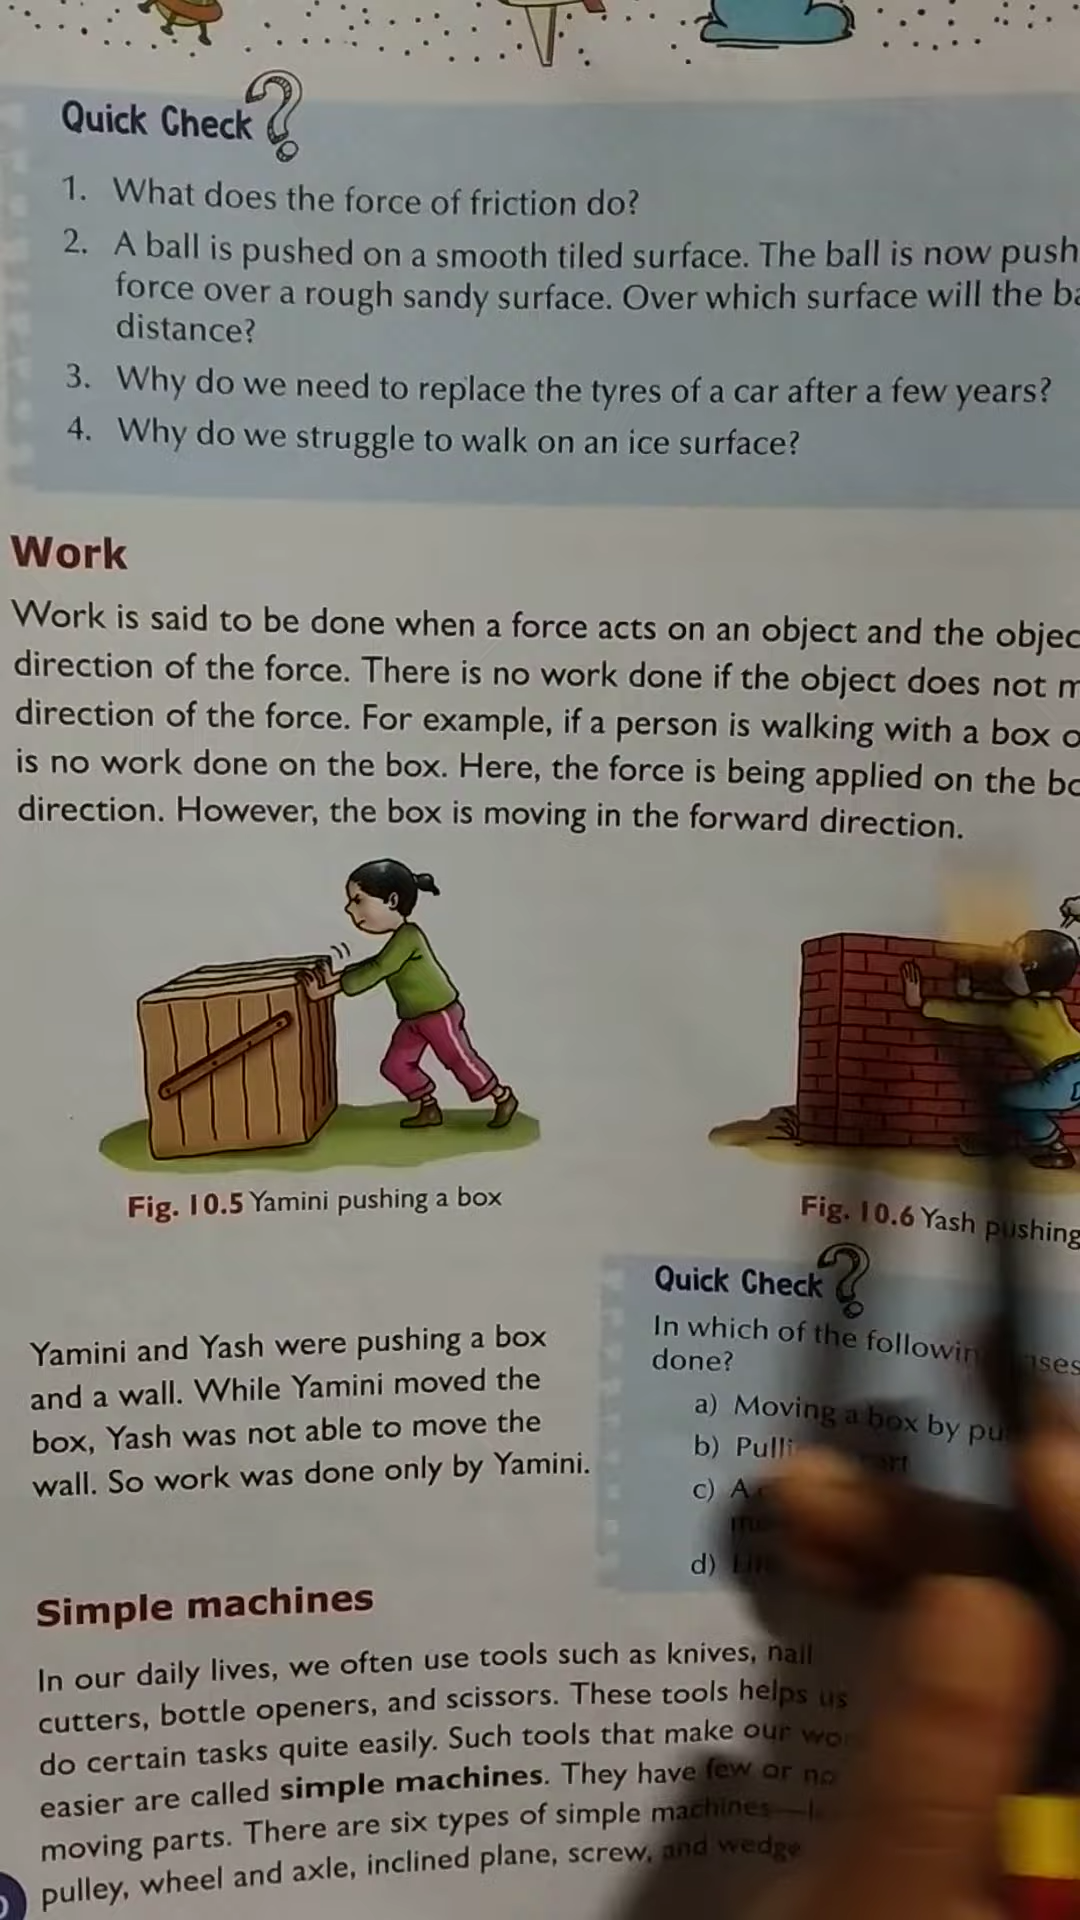 Quick Check
1. What does the force of friction do?
2. A ball is pushed on a smooth tiled surface. The ball is now push
force over a rough sandy surface. Over which surface will the
distance?
3. Why do we need to replace the tyres of a car after a few years?
4. Why do we struggle to walk on an ice surface?
Work
Work is said to be done when a force acts on an object and the objec
direction of the force. There is no work done if the object does not
direction of the force. For example, if a person is walking with a box
is no work done on the box. Here, the force is being applied on the
direction. However, the box is moving in the forward direction.
Fig. 10.5 Yamini pushing a box
Fig. 10.6 Yash pushing
Yamini and Yash were pushing a box
and a wall. While Yamini moved the
box, Yash was not able to move the
wall. So work was done only by Yamini.
Quick Check
In which of the followin
done?
a) Moving a box by pu
b) Pulli
c) A
d)
Simple machines
In our daily lives, we often use tools such as knives, nail
cutters, bottle openers, and scissors. These tools helps us
do certain tasks quite easily. Such tools that make our wor
easier are called simple machines. They have few or no
moving parts. There are six types of simple machines—
pulley, wheel and axle, inclined plane, screw, and wedge